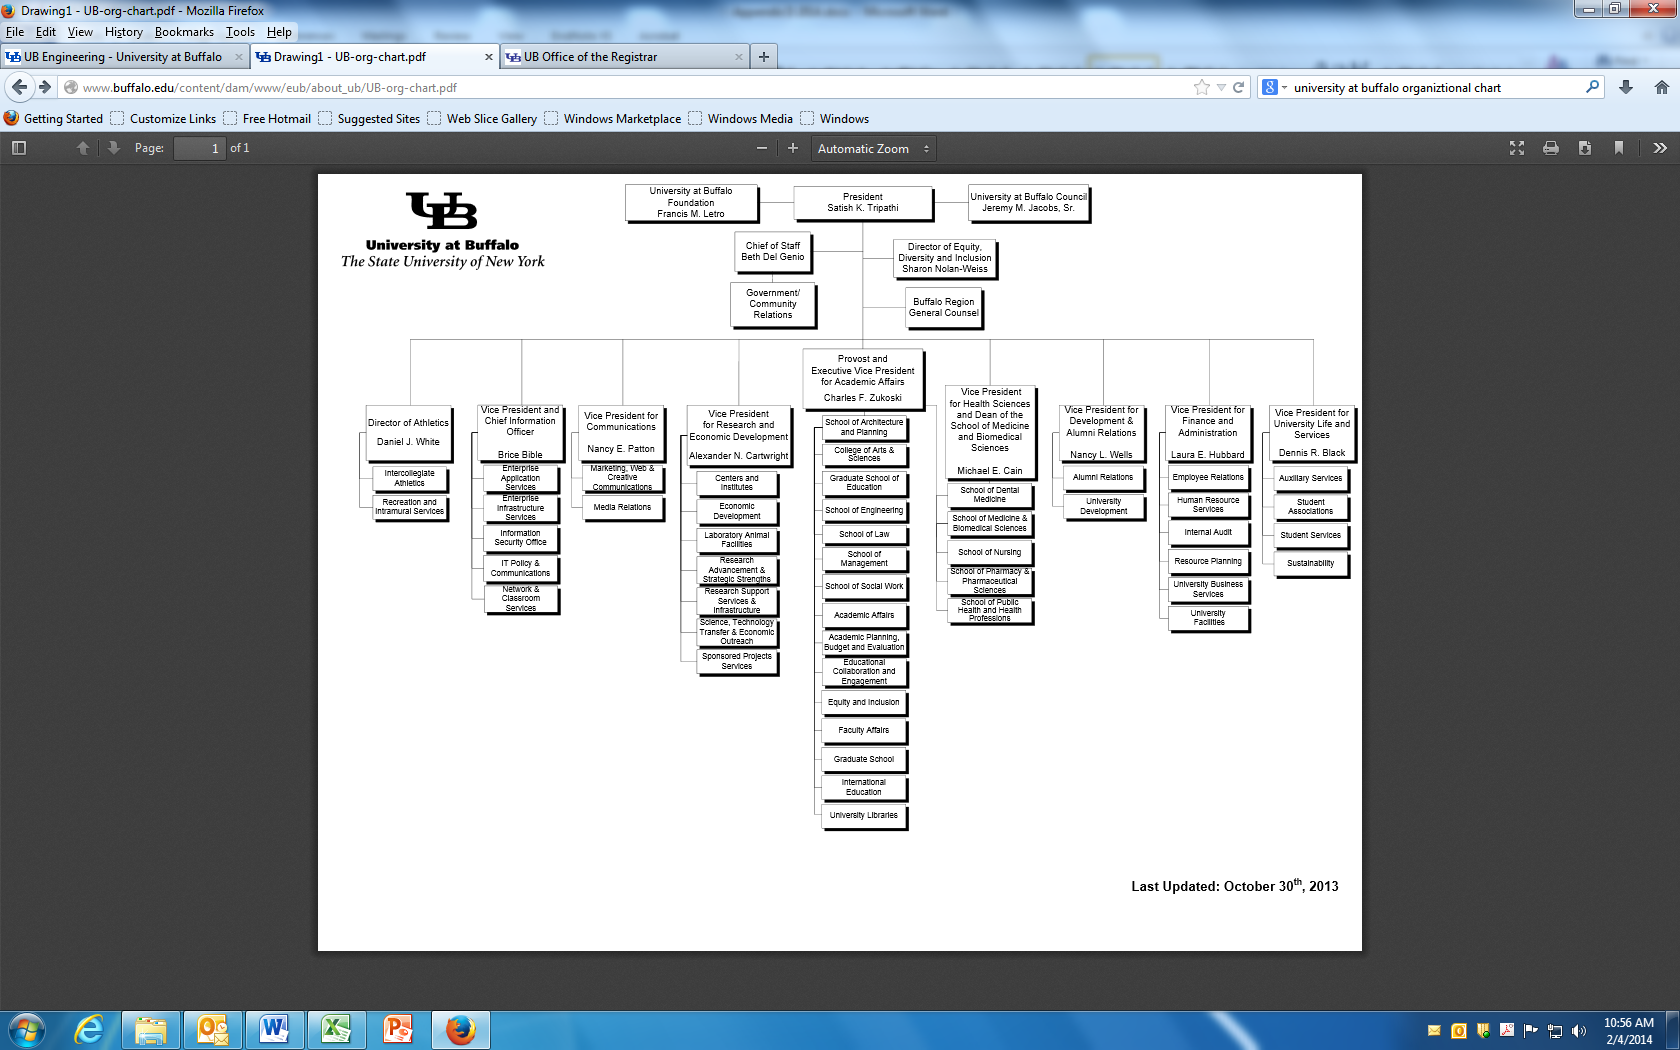 Drawing1 - UB-org-chart.pdf - Mozilla Firefox
File Edit View History Bookmarks Tools Help
UB Engineering - University at Buffalo
Drawing1 - UB-org-chart.pdf
UB Office of the Registrar
www.buffalo.edu/content/dam/www/eub/about_ub/UB-org-chart.pdf
university at buffalo organiztional chart
Getting Started Customize Links Free Hotmail Suggested Sites Web Slice Gallery Windows Marketplace Windows Media Windows
Page: 1 of 1
Automatic Zoom
UB
University at Buffalo
The State University of New York
University at Buffalo
Foundation
Francis M. Letro
President
Satish K. Tripathi
University at Buffalo Council
Jeremy M. Jacobs, Sr.
Chief of Staff
Beth Del Genio
Director of Equity,
Diversity and Inclusion
Sharon Nolan-Weiss
Government/
Community
Relations
Buffalo Region
General Counsel
Director of Athletics
Daniel J. White
Intercollegiate
Athletics
Recreation and
Intramural Services
Vice President and
Chief Information
Officer
Brice Bible
Enterprise
Application
Services
Enterprise
Infrastructure
Services
Information
Security Office
IT Policy &
Communications
Network &
Classroom
Services
Vice President for
Communications
Nancy E. Patton
Marketing, Web &
Creative
Communications
Media Relations
Vice President
for Research and
Economic Development
Alexander N. Cartwright
Centers and
Institutes
Economic
Development
Laboratory Animal
Facilities
Research
Advancement &
Strategic Strengths
Research Support
Services &
Infrastructure
Science, Technology
Transfer & Economic
Outreach
Sponsored Projects
Services
Provost and
Executive Vice President
for Academic Affairs
Charles F. Zukoski
School of Architecture
and Planning
College of Arts &
Sciences
Graduate School of
Education
School of Engineering
School of Law
School of
Management
School of Social Work
Academic Affairs
Academic Planning,
Budget and Evaluation
Educational
Collaboration and
Engagement
Equity and Inclusion
Faculty Affairs
Graduate School
International
Education
University Libraries
Vice President
for Health Sciences
and Dean of the
School of Medicine
and Biomedical
Sciences
Michael E. Cain
School of Dental
Medicine
School of Medicine &
Biomedical Sciences
School of Nursing
School of Pharmacy &
Pharmaceutical
Sciences
School of Public
Health and Health
Professions
Vice President for
Development &
Alumni Relations
Nancy L. Wells
Alumni Relations
University
Development
Vice President for
Finance and
Administration
Laura E. Hubbard
Employee Relations
Human Resource
Services
Internal Audit
Resource Planning
University Business
Services
University
Facilities
Vice President for
University Life and
Services
Dennis R. Black
Auxiliary Services
Student
Associations
Student Services
Sustainability
Last Updated: October 30th, 2013
10:56 AM
2/4/2014